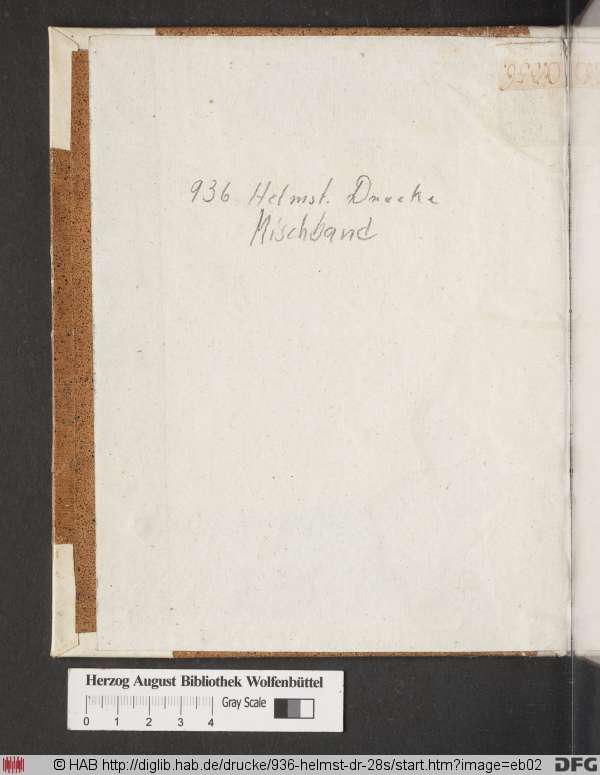 936 Helmst. Drucke
Mischband
Herzog August Bibliothek Wolfenbüttel
Gray Scale
0 1 2 3 4
© HAB http://diglib.hab.de/drucke/936-helmst-dr-28s/start.htm?image=eb02
DFG